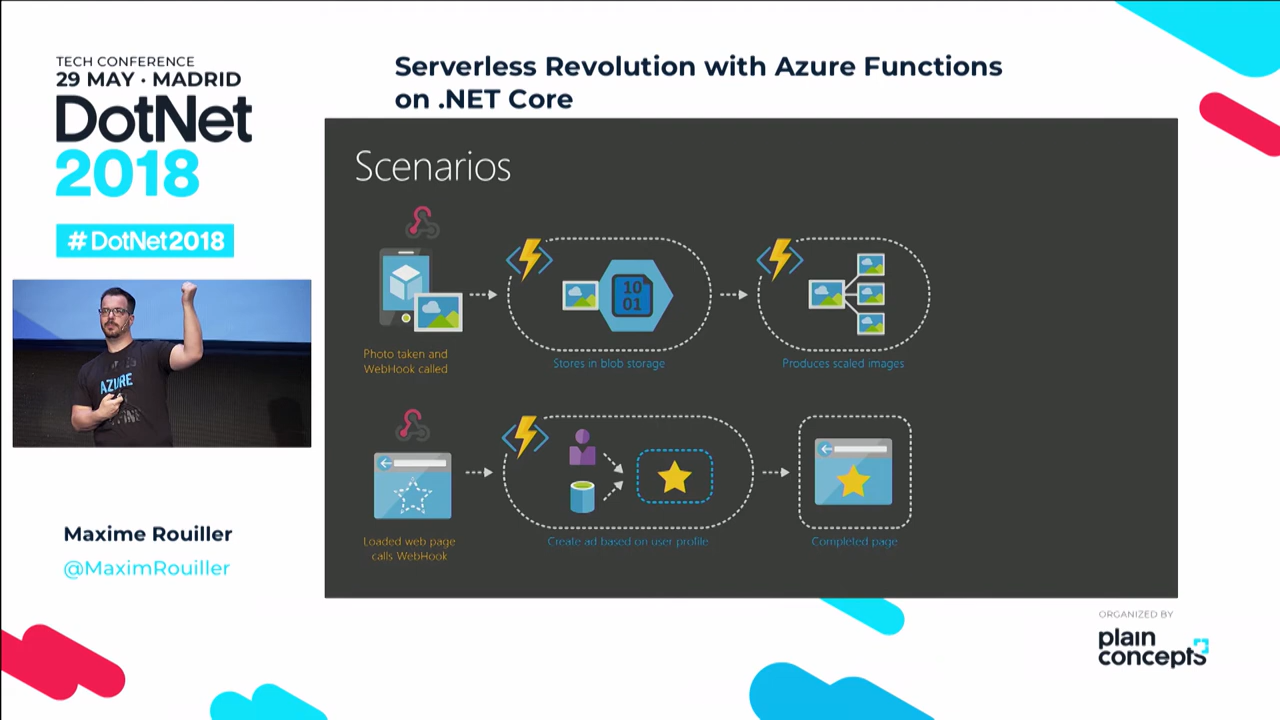 TECH CONFERENCE
29 MAY · MADRID
DotNet
2018
#DotNet2018
Serverless Revolution with Azure Functions
on .NET Core
Scenarios
10
01
Photo taken and
WebHook called
Stores in blob storage
Produces scaled images
Loaded web page
calls WebHook
Create ad based on user profile
Completed page
AZURE
Maxime Rouiller
@MaximRouiller
ORGANIZED BY
plain
concepts